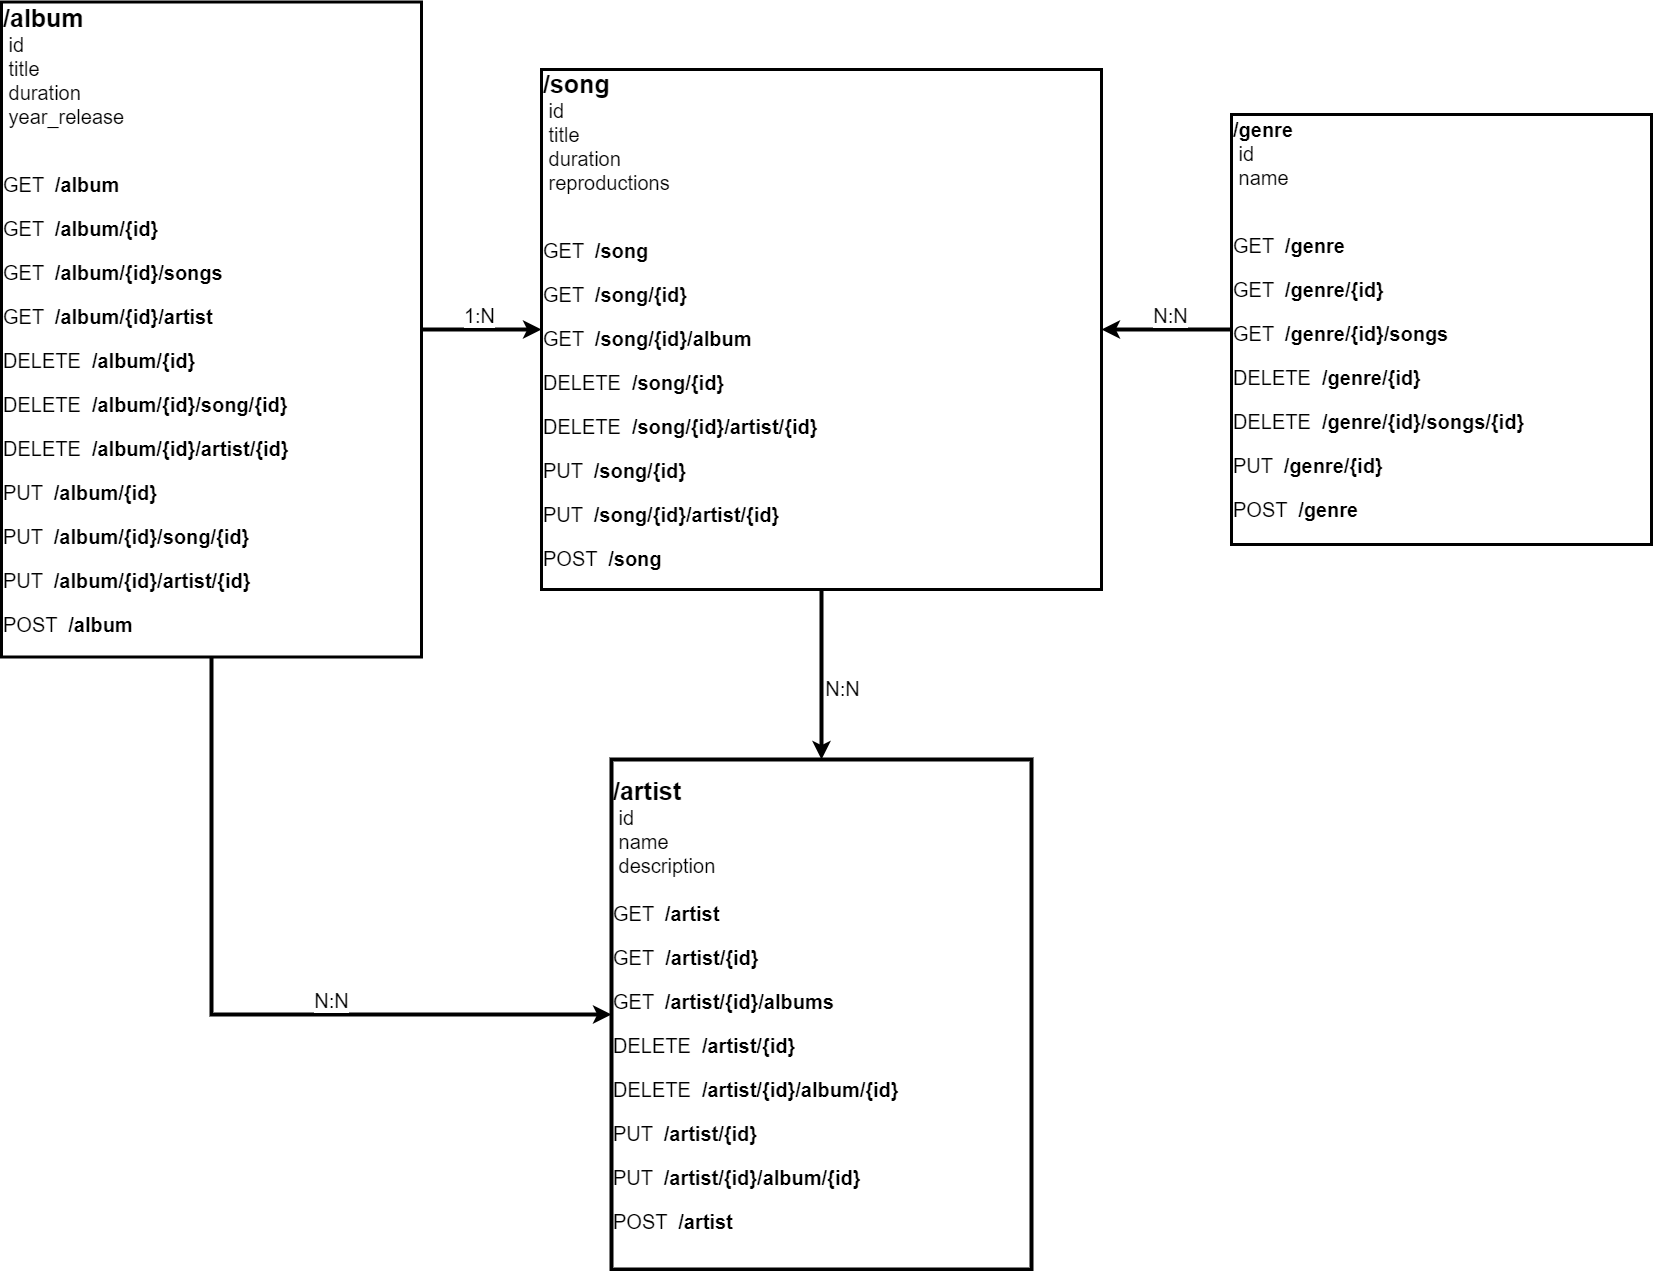 /album
id
title
duration
year_release
GET /album
GET /album/{id}
GET /album/{id}/songs
GET /album/{id}/artist
DELETE /album/{id}
DELETE /album/{id}/song/{id}
DELETE /album/{id}/artist/{id}
PUT /album/{id}
PUT /album/{id}/song/{id}
PUT /album/{id}/artist/{id}
POST /album
1:N
/song
id
title
duration
reproductions
GET /song
GET /song/{id}
GET /song/{id}/album
DELETE /song/{id}
DELETE /song/{id}/artist/{id}
PUT /song/{id}
PUT /song/{id}/artist/{id}
POST /song
N:N
/genre
id
name
GET /genre
GET /genre/{id}
GET /genre/{id}/songs
DELETE /genre/{id}
DELETE /genre/{id}/songs/{id}
PUT /genre/{id}
POST /genre
N:N
N:N
/artist
id
name
description
GET /artist
GET /artist/{id}
GET /artist/{id}/albums
DELETE /artist/{id}
DELETE /artist/{id}/album/{id}
PUT /artist/{id}
PUT /artist/{id}/album/{id}
POST /artist